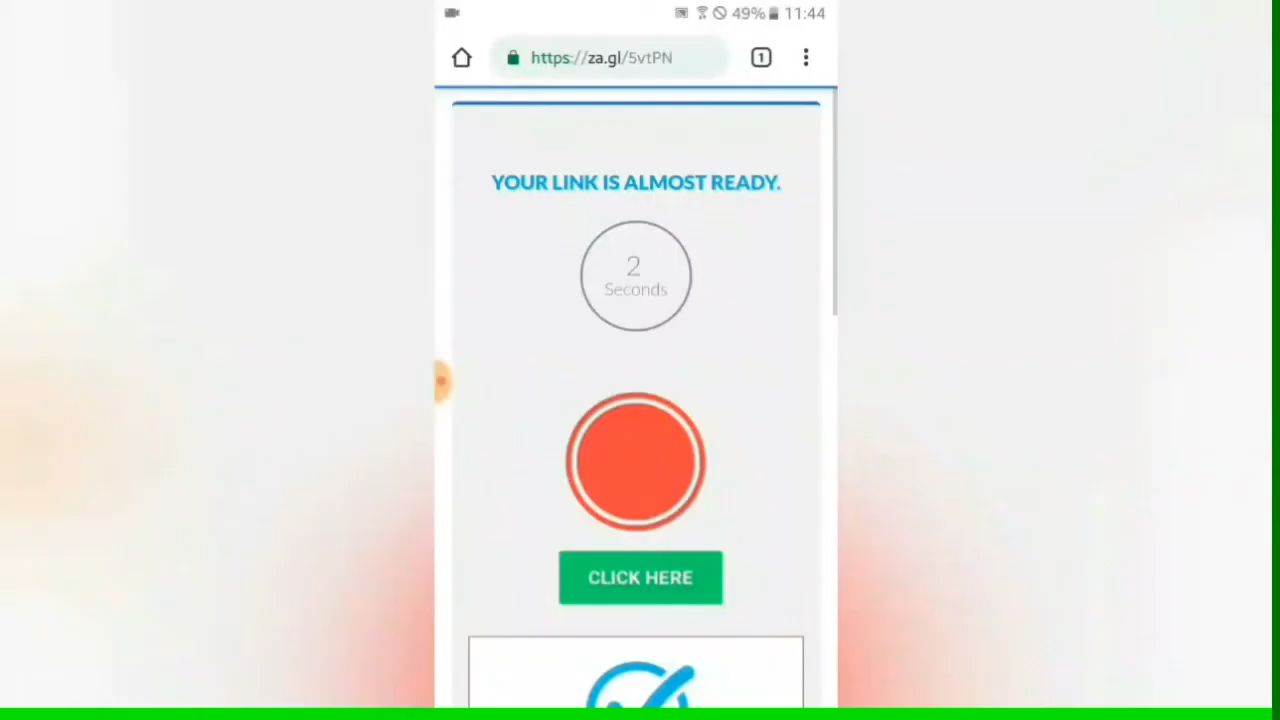 49% 11:44
https://za.gl/5vtPN 1
YOUR LINK IS ALMOST READY.
2
Seconds
CLICK HERE